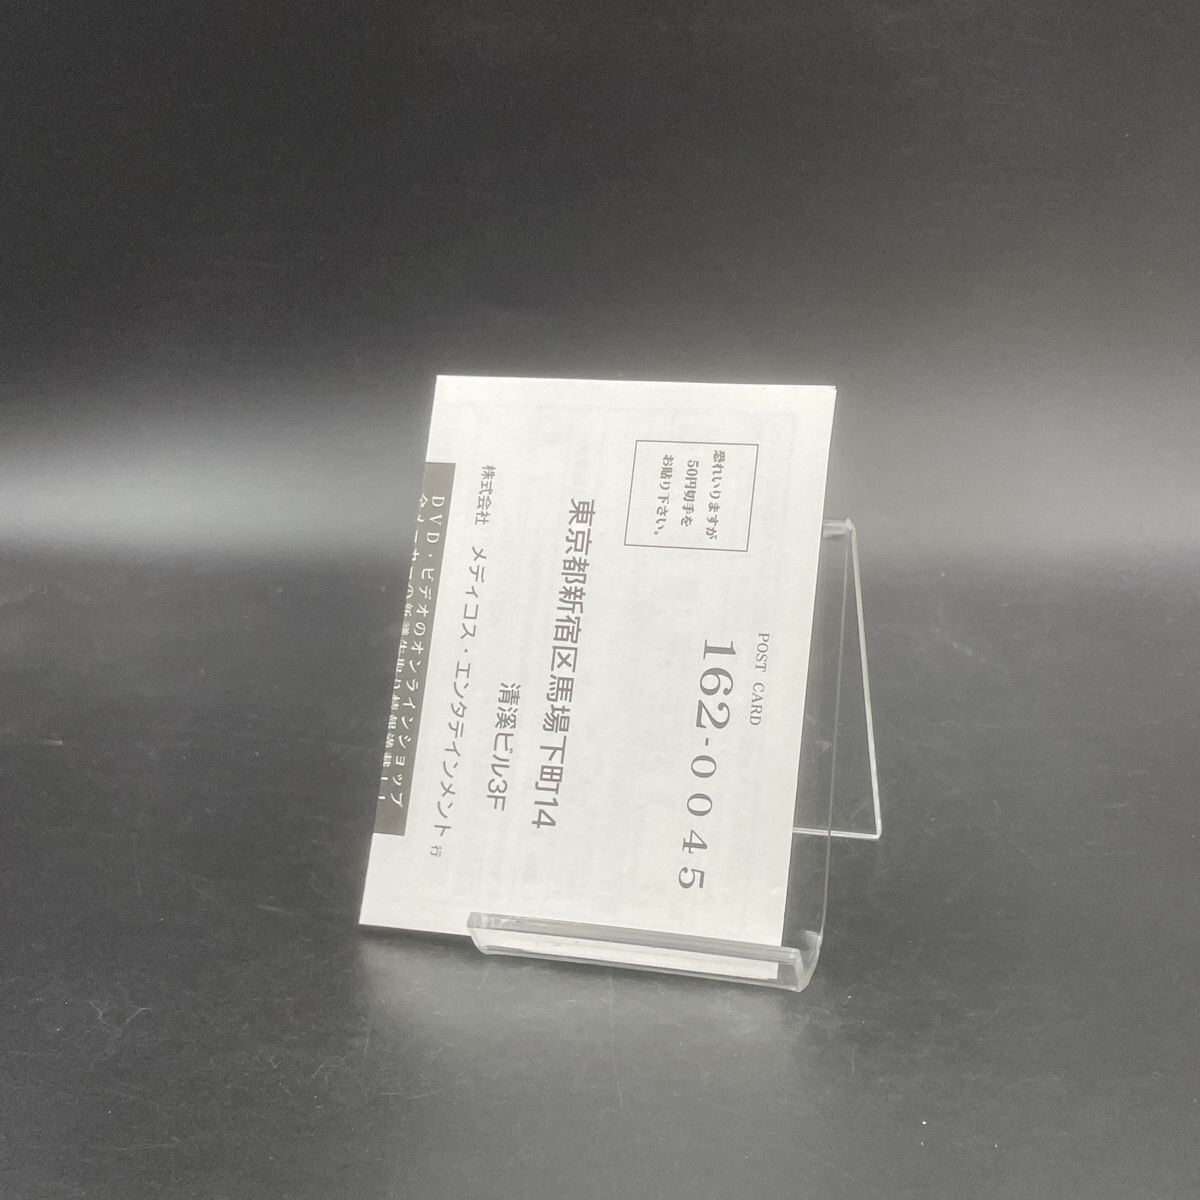 恐れいりますが
50円切手を
お貼り下さい。
POST CARD
162-0045
東京都新宿区馬場下町14
清溪ビル3F
株式会社 メディコス・エンタテインメント 行
DVD・ビデオのオンラインショップ